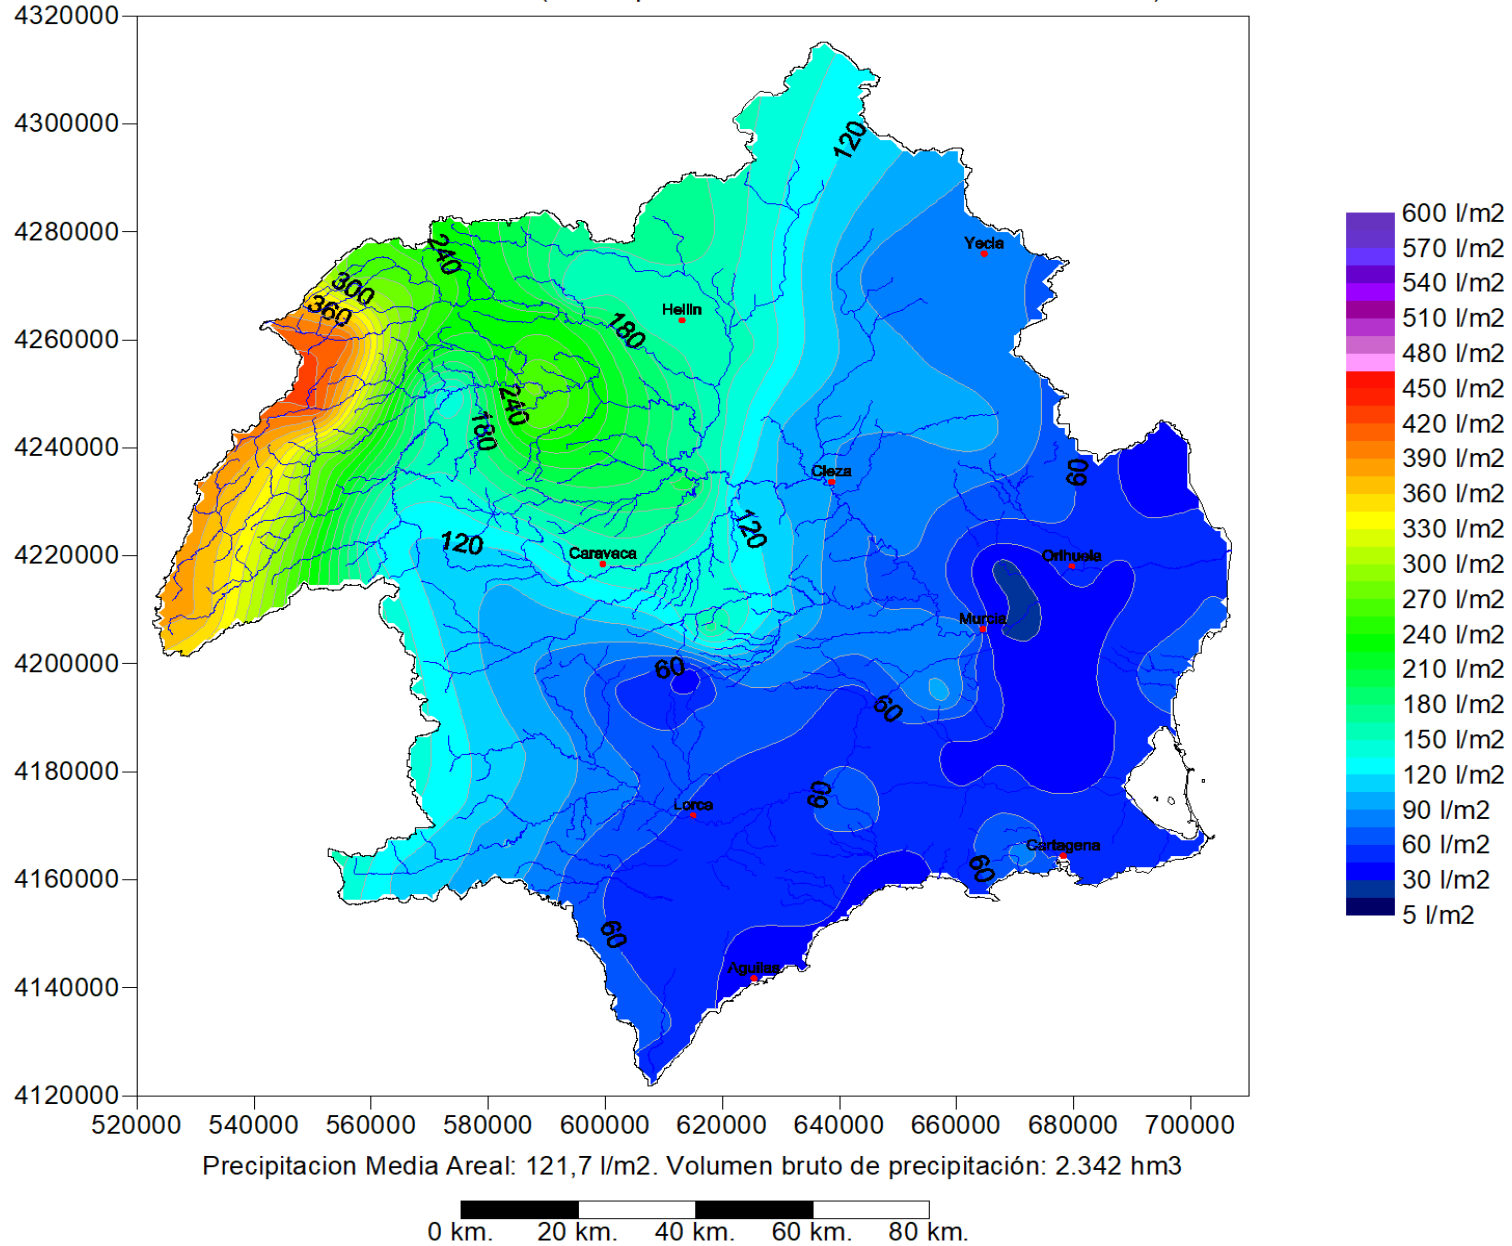 4320000
4300000
4280000
4260000
4240000
4220000
4200000
4180000
4160000
4140000
4120000
520000 540000 560000 580000 600000 620000 640000 660000 680000 700000
120
Yecla
240
300
360
Hellin
180
240
180
Cieza
60
120
120
Caravaca
Orihuela
Murcia
60
60
60
Lorca
Cartagena
60
60
Aguilas
600 l/m2
570 l/m2
540 l/m2
510 l/m2
480 l/m2
450 l/m2
420 l/m2
390 l/m2
360 l/m2
330 l/m2
300 l/m2
270 l/m2
240 l/m2
210 l/m2
180 l/m2
150 l/m2
120 l/m2
90 l/m2
60 l/m2
30 l/m2
5 l/m2
Precipitacion Media Areal: 121,7 l/m2. Volumen bruto de precipitación: 2.342 hm3
0 km. 20 km. 40 km. 60 km. 80 km.